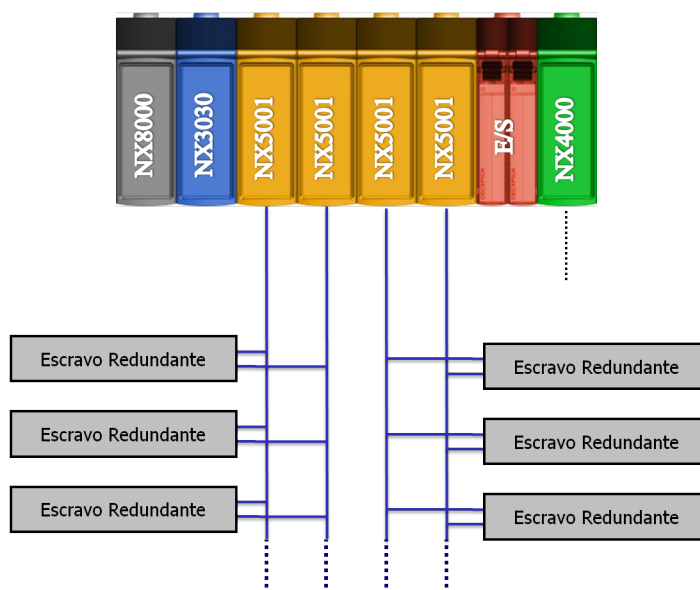 NX8000
NX3030
NX5001
NX5001
NX5001
NX5001
E/S
NX4000
Escravo Redundante
Escravo Redundante
Escravo Redundante
Escravo Redundante
Escravo Redundante
Escravo Redundante